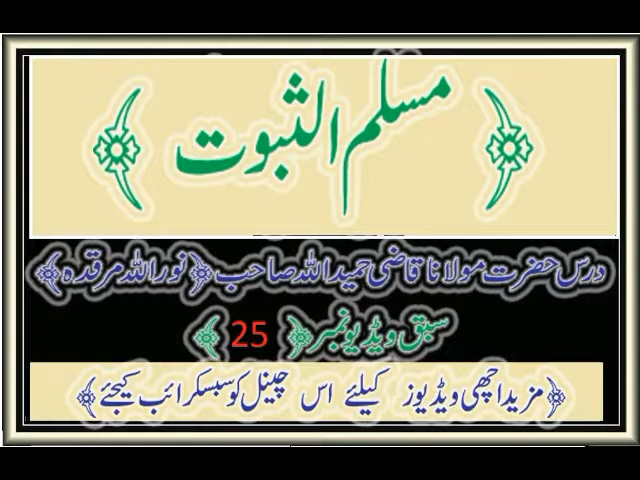 ﴿مسلم الثبوت﴾
درس حضرت مولانا قاضی حمید اللہ صاحب ﴿نور اللہ مرقدہ﴾
سبق ویڈیو نمبر ﴿25﴾
﴿مزید اچھی ویڈیوز کیلئے اس چینل کو سبسکرائب کیجئے﴾